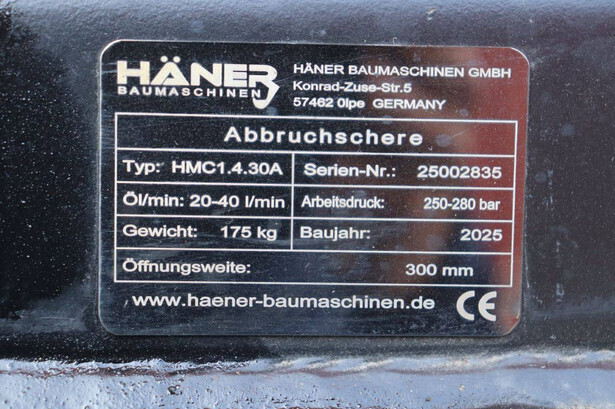 HÄNER
BAUMASCHINEN
HÄNER BAUMASCHINEN GMBH
Konrad-Zuse-Str.5
57462 Olpe GERMANY
Abbruchschere
Typ: HMC1.4.30A Serien-Nr.: 25002835
Öl/min: 20-40 l/min Arbeitsdruck: 250-280 bar
Gewicht: 175 kg Baujahr: 2025
Öffnungsweite: 300 mm
www.haener-baumaschinen.de CE